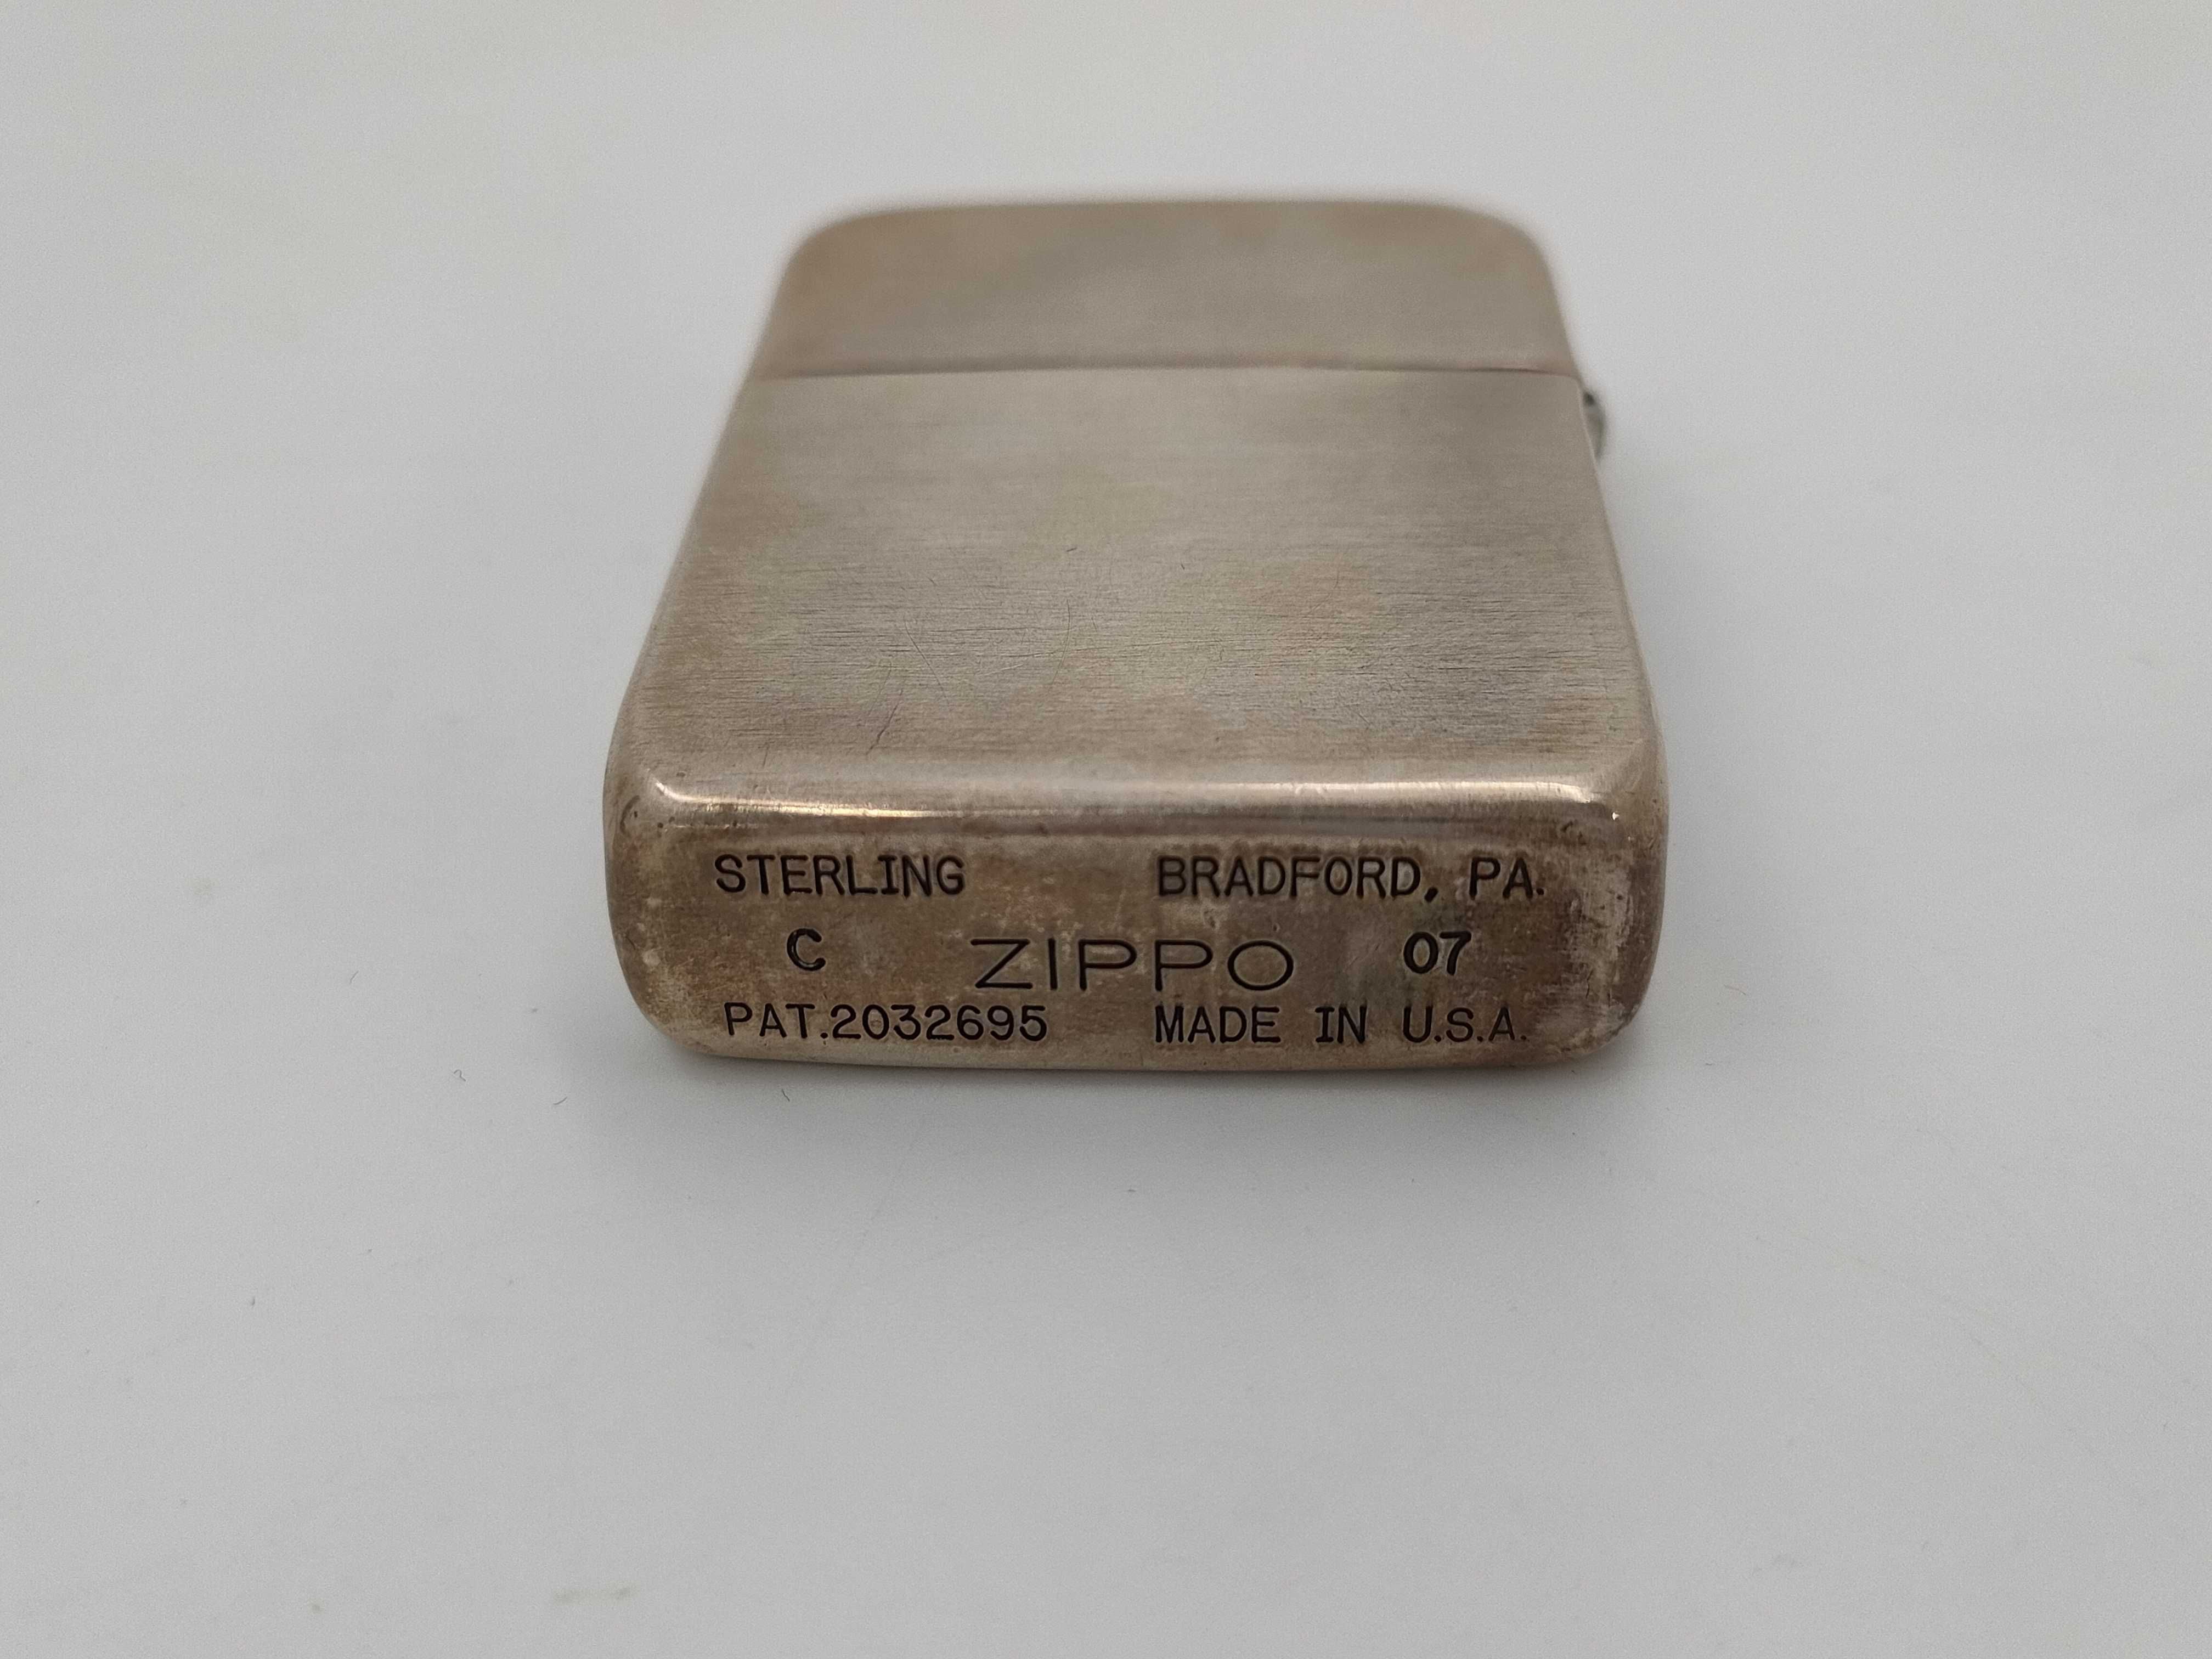 STERLING BRADFORD, PA.
C ZIPPO 07
PAT.2032695 MADE IN U.S.A.